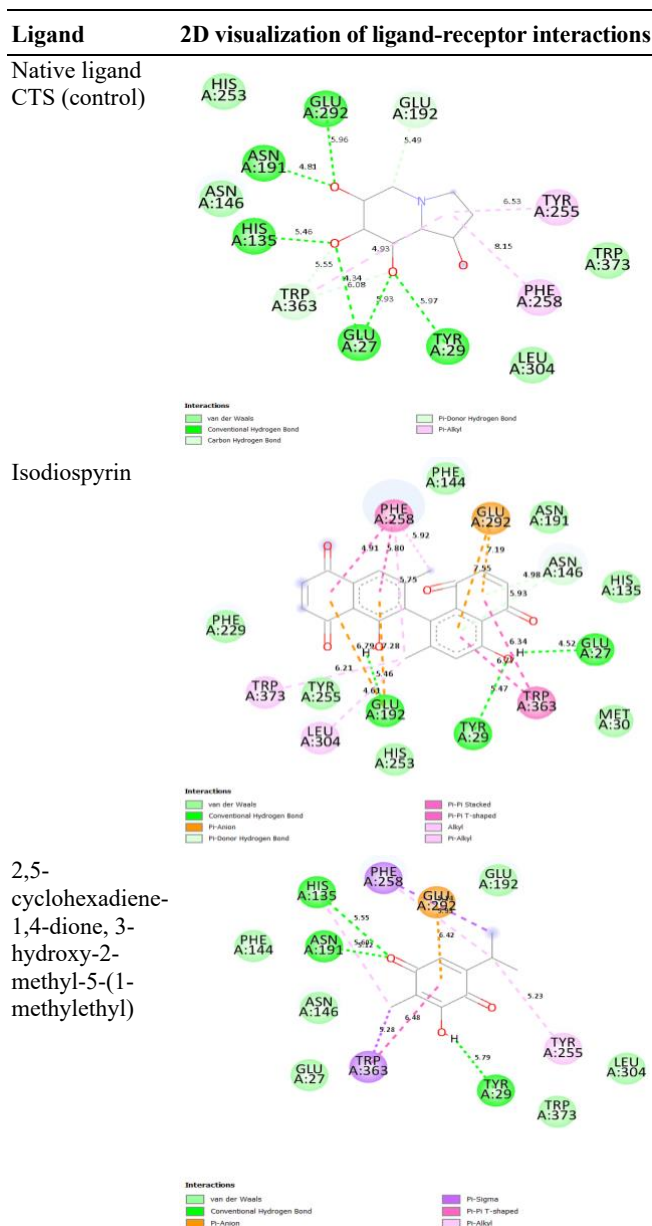 Ligand 2D visualization of ligand-receptor interactions
Native ligand
CTS (control)
HIS
A:253
GLU
A:292
GLU
A:192
5.96
5.49
ASN
A:191
4.81
N
O
ASN
A:146
6.53
TYR
A:255
HIS
A:135
5.46
O
4.93
8.15
TRP
A:373
5.55
4.34
6.08
O
O
TRP
A:363
PHE
A:258
5.93
5.97
GLU
A:27
TYR
A:29
LEU
A:304
Interactions
van der Waals
Conventional Hydrogen Bond
Carbon Hydrogen Bond
Pi-Donor Hydrogen Bond
Pi-Alkyl
Isodiospyrin
PHE
A:144
PHE
A:258
GLU
A:292
ASN
A:191
5.92
4.91
5.80
7.19
O
5.75
7.55
O
4.98
ASN
A:146
5.93
HIS
A:135
PHE
A:229
O
O
H
6.79
7.28
6.34
O
H
4.52
GLU
A:27
6.21
5.46
5.47
TRP
A:373
TYR
A:255
4.61
GLU
A:192
TRP
A:363
LEU
A:304
TYR
A:29
MET
A:30
HIS
A:253
Interactions
van der Waals
Conventional Hydrogen Bond
Pi-Anion
Pi-Donor Hydrogen Bond
Pi-Pi Stacked
Pi-Pi T-shaped
Alkyl
Pi-Alkyl
2,5-
cyclohexadiene-
1,4-dione, 3-
hydroxy-2-
methyl-5-(1-
methylethyl)
HIS
A:135
PHE
A:258
GLU
A:292
GLU
A:192
5.55
6.42
PHE
A:144
ASN
A:191
O
5.23
ASN
A:146
O
6.48
O
H
GLU
A:27
TRP
A:363
5.79
TYR
A:255
LEU
A:304
TYR
A:29
TRP
A:373
Interactions
van der Waals
Conventional Hydrogen Bond
Pi-Anion
Pi-Sigma
Pi-Pi T-shaped
Pi-Alkyl